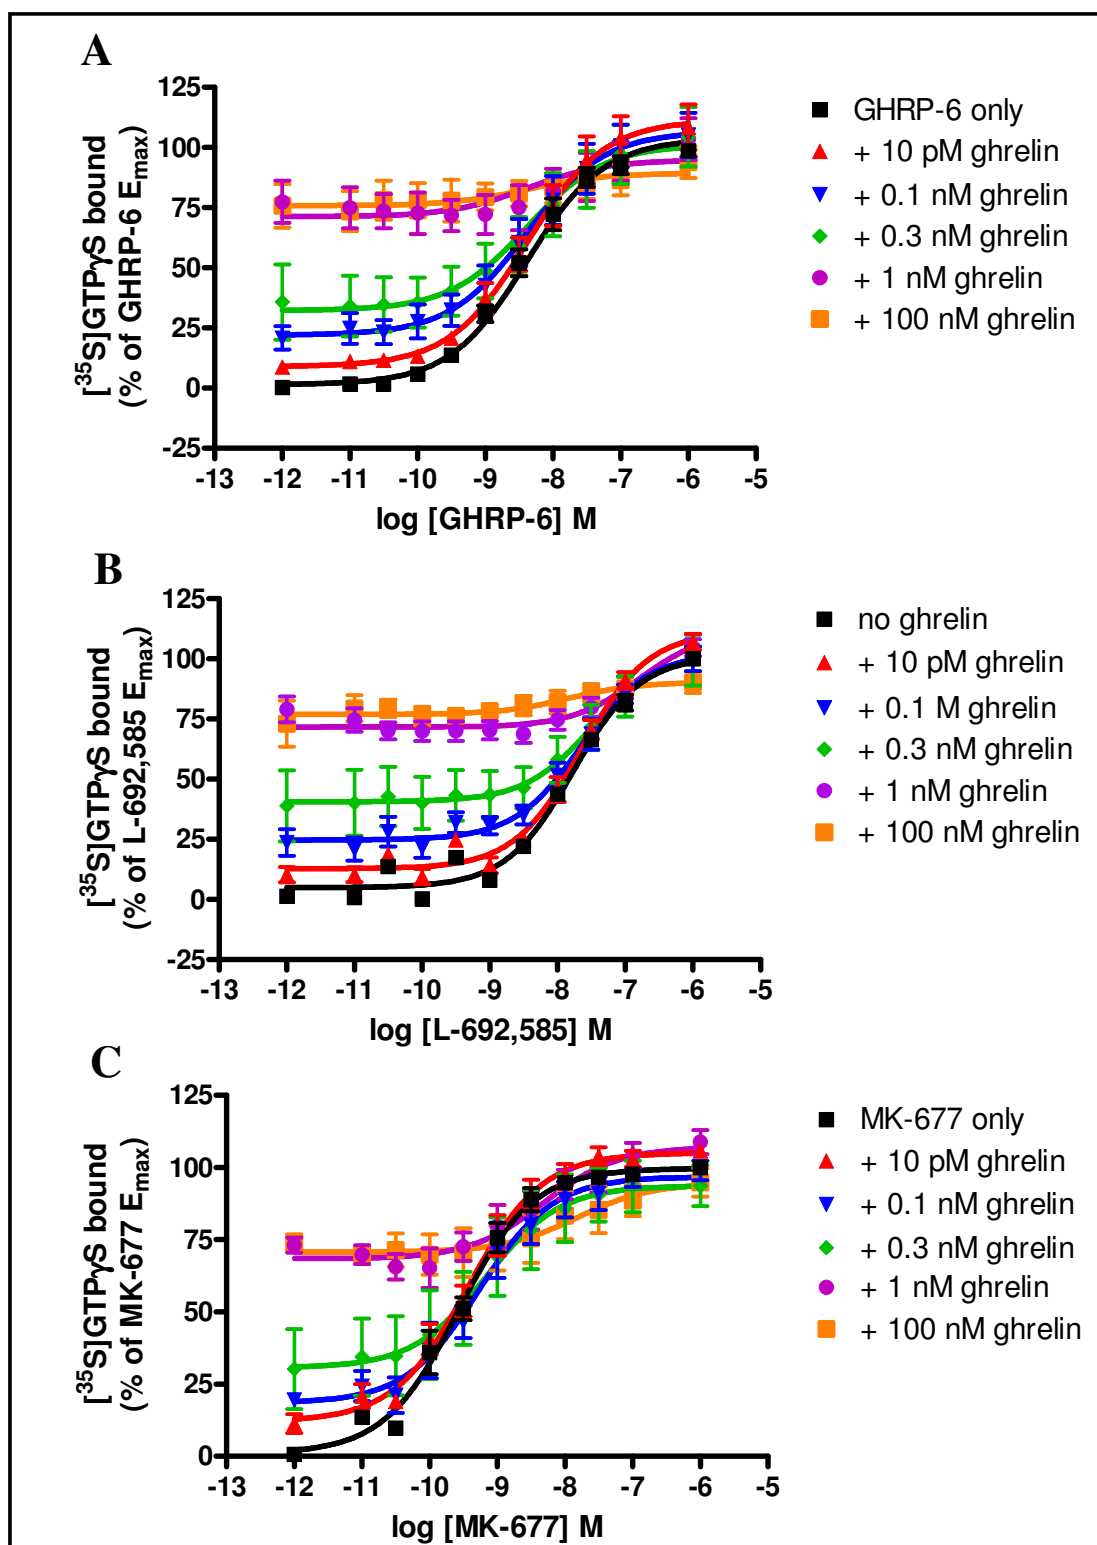 A
125
100
75
50
25
0
-25
-13 -12 -11 -10 -9 -8 -7 -6 -5
log [GHRP-6] M
[³⁵S]GTPγS bound
(% of GHRP-6 Eₘₐₓ)
GHRP-6 only
+ 10 pM ghrelin
+ 0.1 nM ghrelin
+ 0.3 nM ghrelin
+ 1 nM ghrelin
+ 100 nM ghrelin
B
125
100
75
50
25
0
-25
-13 -12 -11 -10 -9 -8 -7 -6 -5
log [L-692,585] M
[³⁵S]GTPγS bound
(% of L-692,585 Eₘₐₓ)
no ghrelin
+ 10 pM ghrelin
+ 0.1 M ghrelin
+ 0.3 nM ghrelin
+ 1 nM ghrelin
+ 100 nM ghrelin
C
125
100
75
50
25
0
-13 -12 -11 -10 -9 -8 -7 -6 -5
log [MK-677] M
[³⁵S]GTPγS bound
(% of MK-677 Eₘₐₓ)
MK-677 only
+ 10 pM ghrelin
+ 0.1 nM ghrelin
+ 0.3 nM ghrelin
+ 1 nM ghrelin
+ 100 nM ghrelin